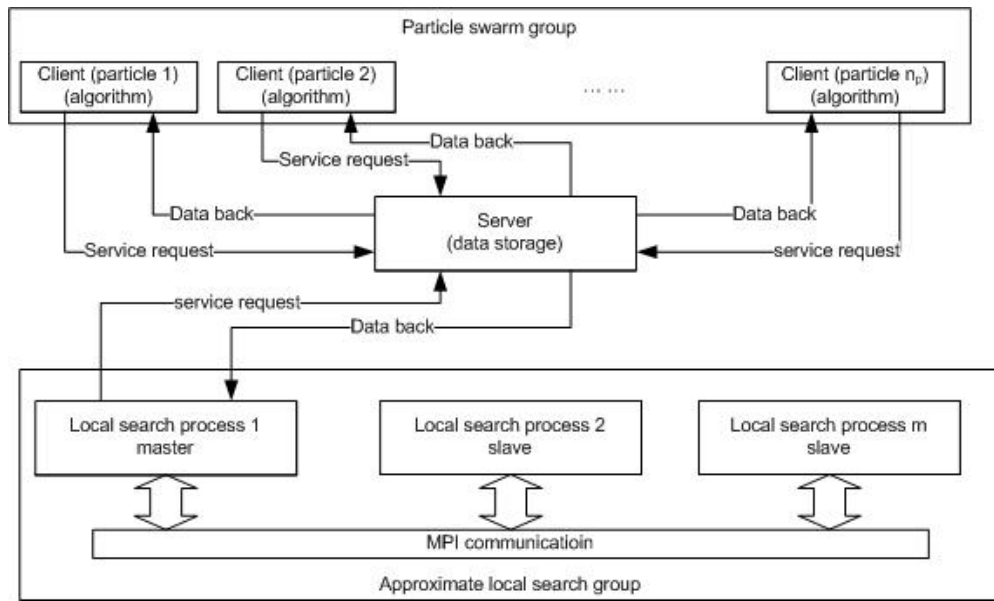 Particle swarm group
Client (particle 1)
(algorithm)
Client (particle 2)
(algorithm)
... ...
Client (particle np)
(algorithm)
Data back
Service request
Data back
Server
(data storage)
Data back
Service request
service request
service request
Data back
Local search process 1
master
Local search process 2
slave
Local search process m
slave
MPI communicatioin
Approximate local search group